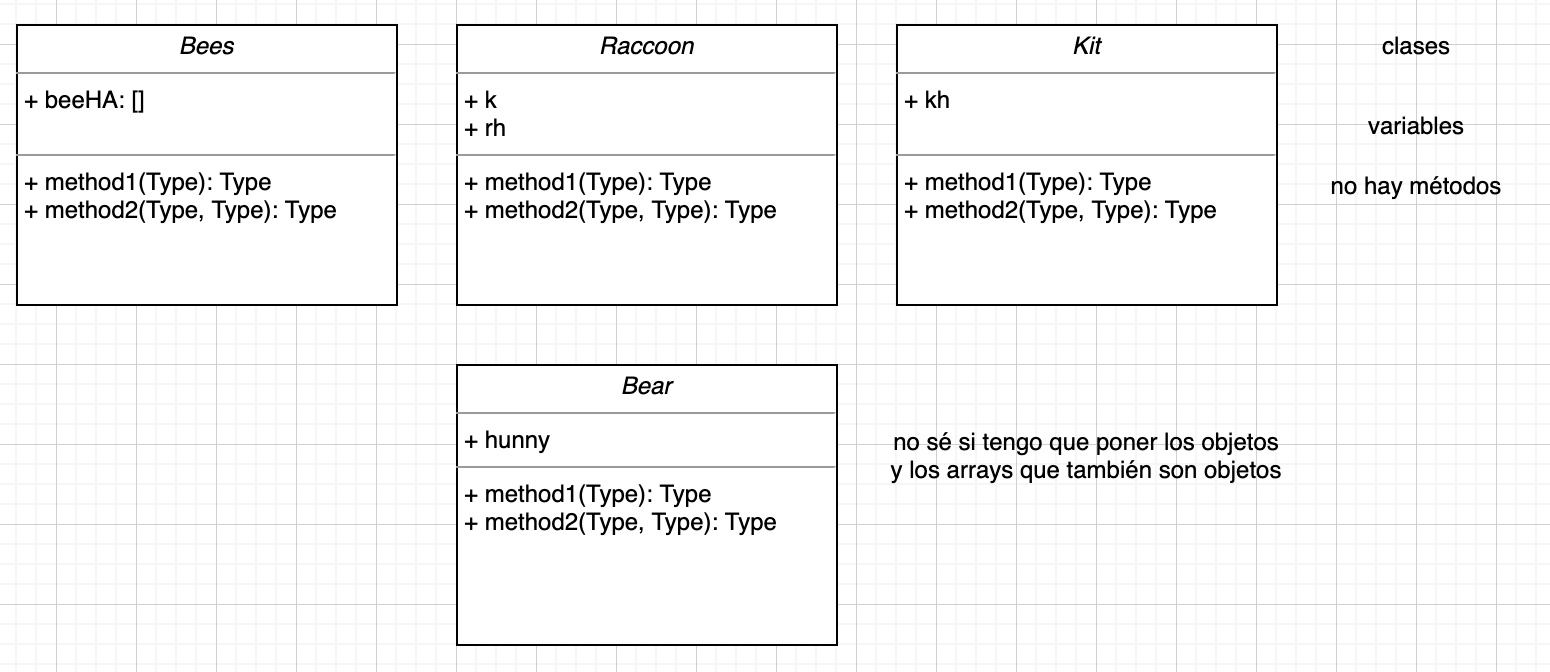 Bees
+ beeHA: []
+ method1(Type): Type
+ method2(Type, Type): Type
Raccoon
+ k
+ rh
+ method1(Type): Type
+ method2(Type, Type): Type
Kit
+ kh
+ method1(Type): Type
+ method2(Type, Type): Type
clases
variables
no hay métodos
Bear
+ hunny
+ method1(Type): Type
+ method2(Type, Type): Type
no sé si tengo que poner los objetos
y los arrays que también son objetos